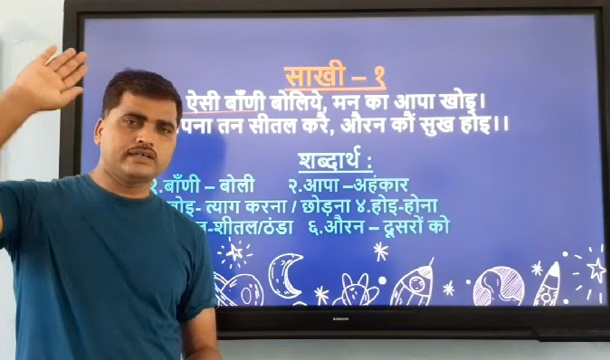 साखी – १
ऐसी बाँणी बोलिये, मन का आपा खोइ।
तन सीतल करै, औरन कौं सुख होइ।।
शब्दार्थ :
१.बाँणी – बोली २.आपा –अहंकार
त्याग करना / छोड़ना ४.होइ-होना
शीतल/ठंडा ६.औरन – दूसरों को
SAMSUNG